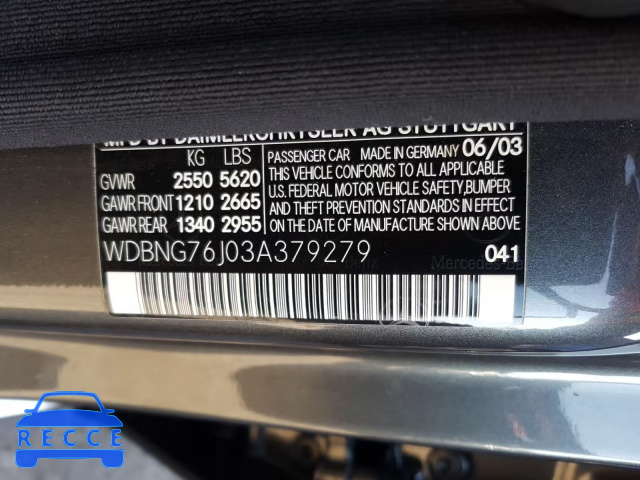 MFD BY DAIMLERCHRYSLER AG STUTTGART
KG LBS
GVWR 2550 5620
GAWR FRONT 1210 2665
GAWR REAR 1340 2955
PASSENGER CAR MADE IN GERMANY 06/03
THIS VEHICLE CONFORMS TO ALL APPLICABLE
U.S. FEDERAL MOTOR VEHICLE SAFETY, BUMPER
AND THEFT PREVENTION STANDARDS IN EFFECT
ON THE DATE OF MANUFACTURE SHOWN ABOVE.
WDBNG76J03A379279 041
Mercedes
RECCE